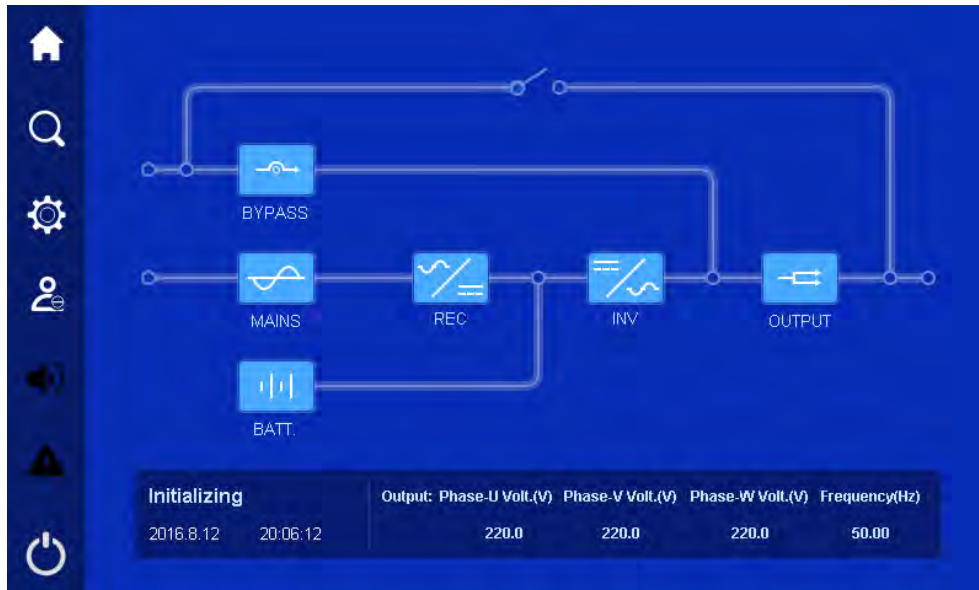 BYPASS
MAINS
REC
INV
OUTPUT
BATT.
Initializing
Output: Phase-U Volt.(V) Phase-V Volt.(V) Phase-W Volt.(V) Frequency(Hz)
2016.8.12 20:06:12
220.0 220.0 220.0 50.00